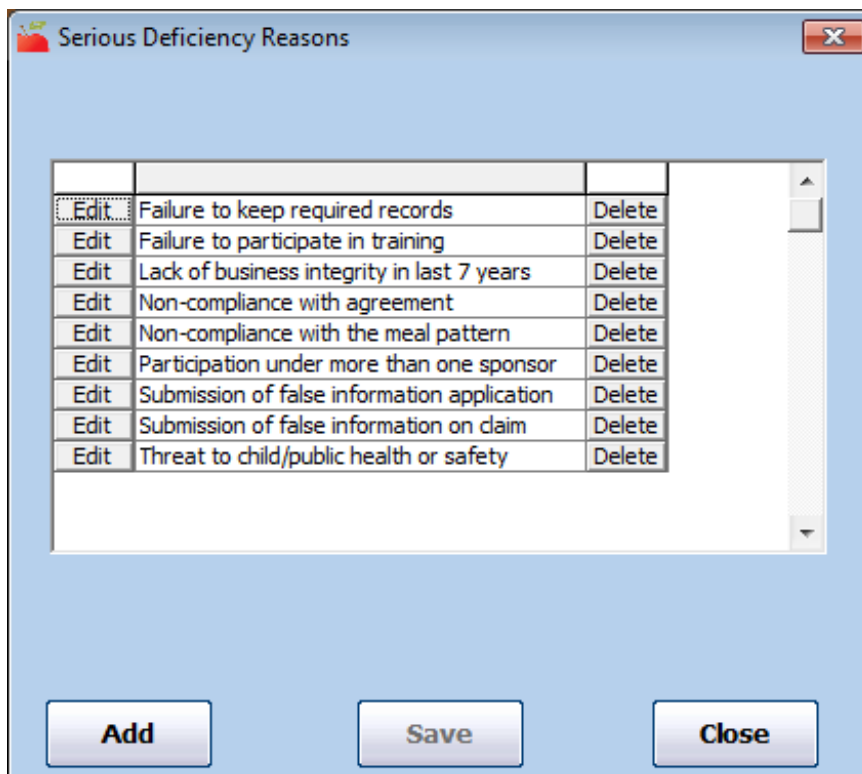 Serious Deficiency Reasons
Edit Failure to keep required records Delete
Edit Failure to participate in training Delete
Edit Lack of business integrity in last 7 years Delete
Edit Non-compliance with agreement Delete
Edit Non-compliance with the meal pattern Delete
Edit Participation under more than one sponsor Delete
Edit Submission of false information application Delete
Edit Submission of false information on claim Delete
Edit Threat to child/public health or safety Delete
Add Save Close